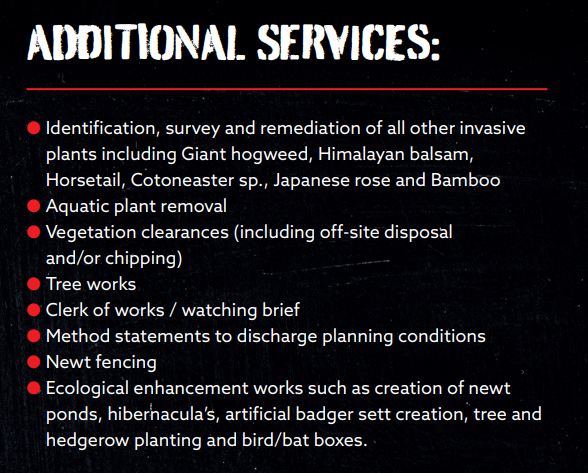 ADDITIONAL SERVICES:
● Identification, survey and remediation of all other invasive
plants including Giant hogweed, Himalayan balsam,
Horsetail, Cotoneaster sp., Japanese rose and Bamboo
● Aquatic plant removal
● Vegetation clearances (including off-site disposal
and/or chipping)
● Tree works
● Clerk of works / watching brief
● Method statements to discharge planning conditions
● Newt fencing
● Ecological enhancement works such as creation of newt
ponds, hibernacula's, artificial badger sett creation, tree and
hedgerow planting and bird/bat boxes.